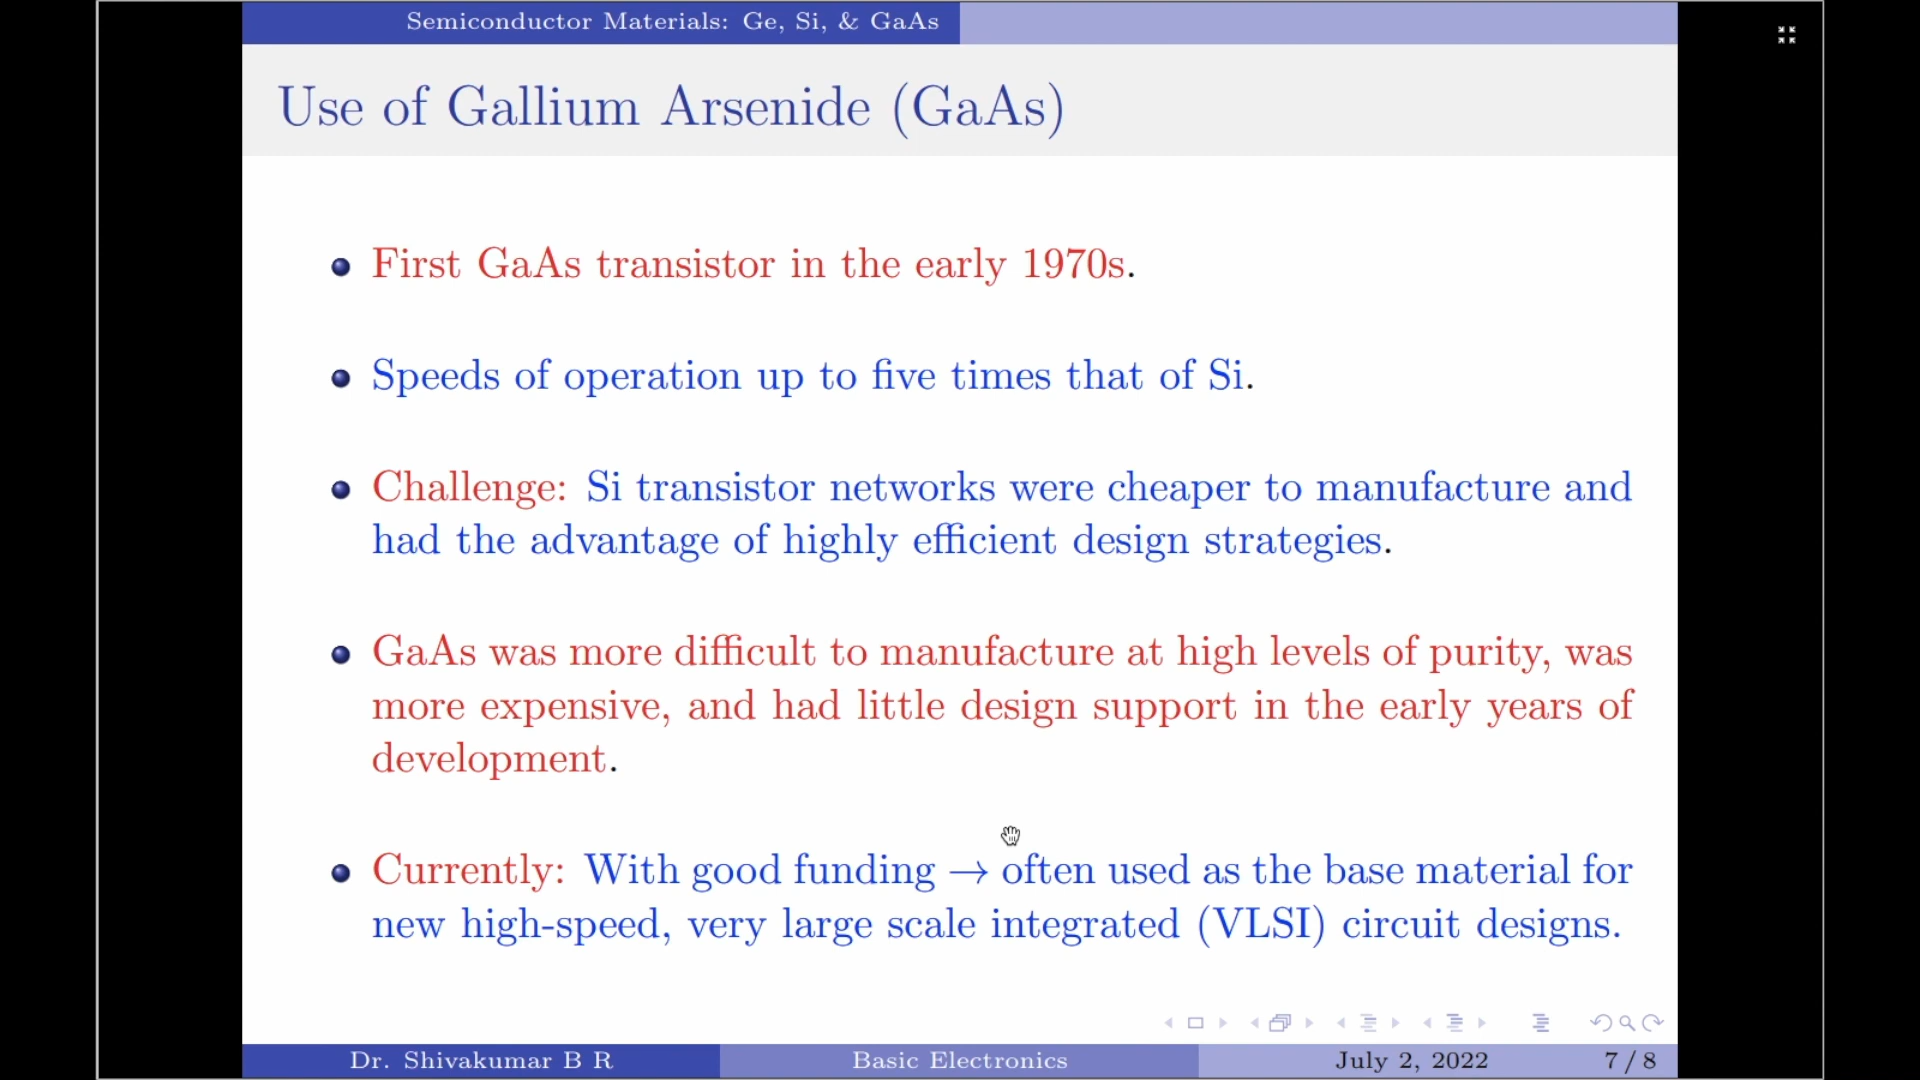 Semiconductor Materials: Ge, Si, & GaAs
Use of Gallium Arsenide (GaAs)
First GaAs transistor in the early 1970s.
Speeds of operation up to five times that of Si.
Challenge: Si transistor networks were cheaper to manufacture and
had the advantage of highly efficient design strategies.
GaAs was more difficult to manufacture at high levels of purity, was
more expensive, and had little design support in the early years of
development.
Currently: With good funding → often used as the base material for
new high-speed, very large scale integrated (VLSI) circuit designs.
Dr. Shivakumar B R Basic Electronics July 2, 2022 7 / 8